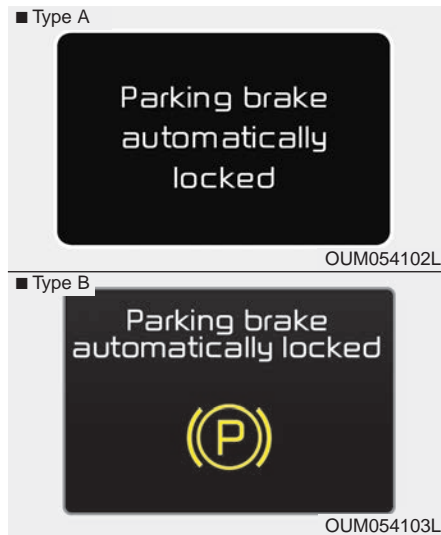 ■ Type A
Parking brake
automatically
locked
OUM054102L
■ Type B
Parking brake
automatically locked
(P)
OUM054103L